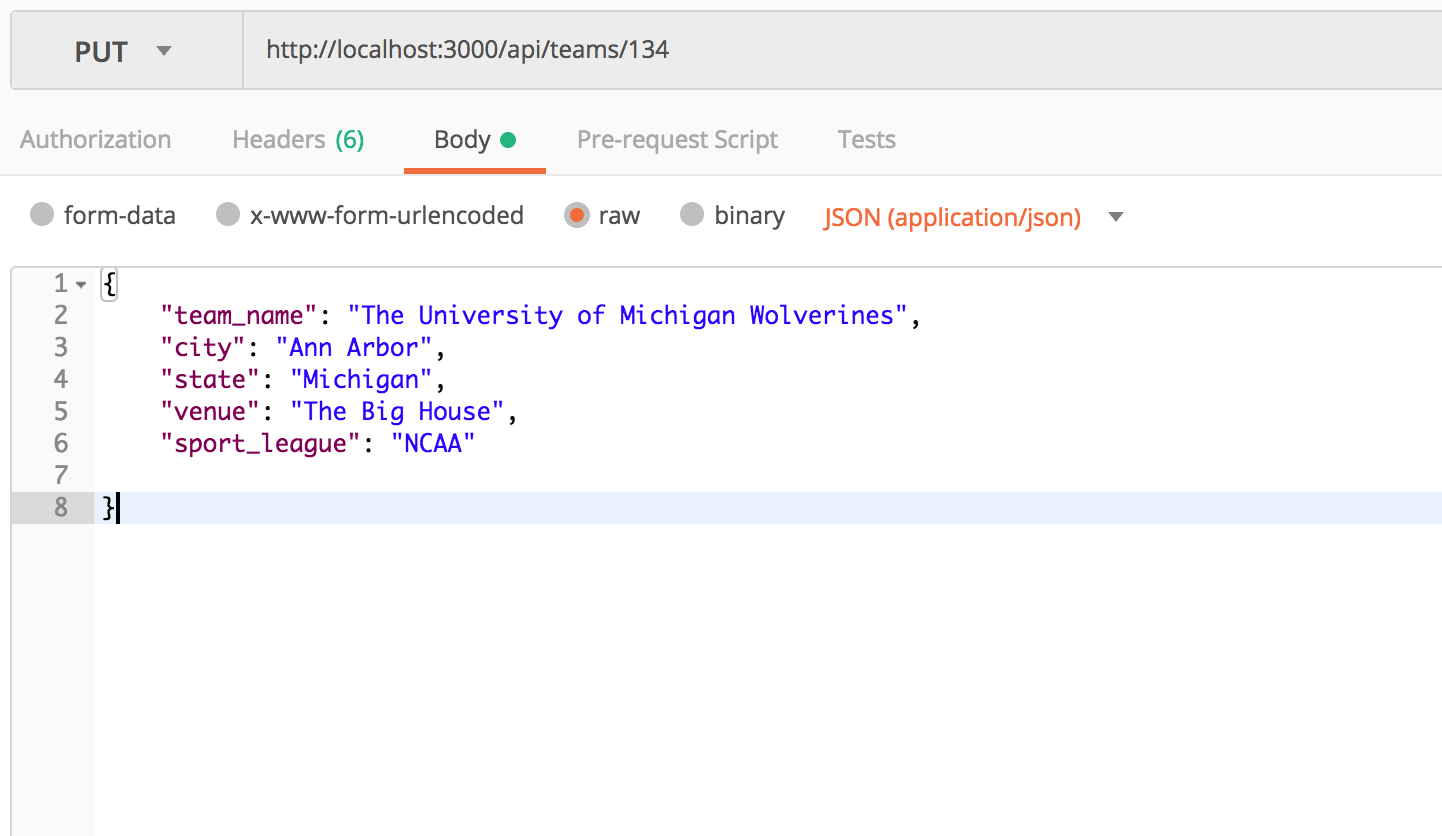 PUT http://localhost:3000/api/teams/134
Authorization Headers (6) Body Pre-request Script Tests
form-data x-www-form-urlencoded raw binary JSON (application/json)
1 {
2 "team_name": "The University of Michigan Wolverines",
3 "city": "Ann Arbor",
4 "state": "Michigan",
5 "venue": "The Big House",
6 "sport_league": "NCAA"
7
8 }